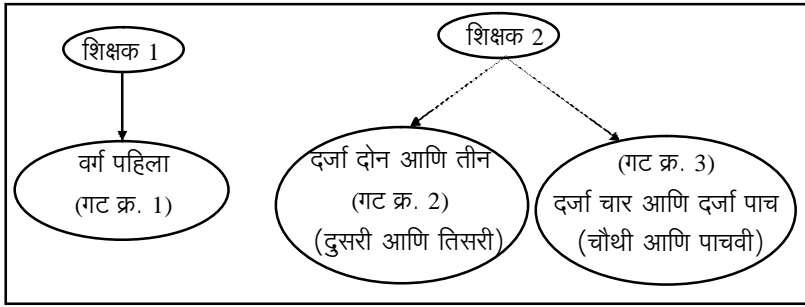 शिक्षक 1
शिक्षक 2
वर्ग पहिला
(गट क्र. 1)
दर्जा दोन आणि तीन
(गट क्र. 2)
(दुसरी आणि तिसरी)
(गट क्र. 3)
दर्जा चार आणि दर्जा पाच
(चौथी आणि पाचवी)